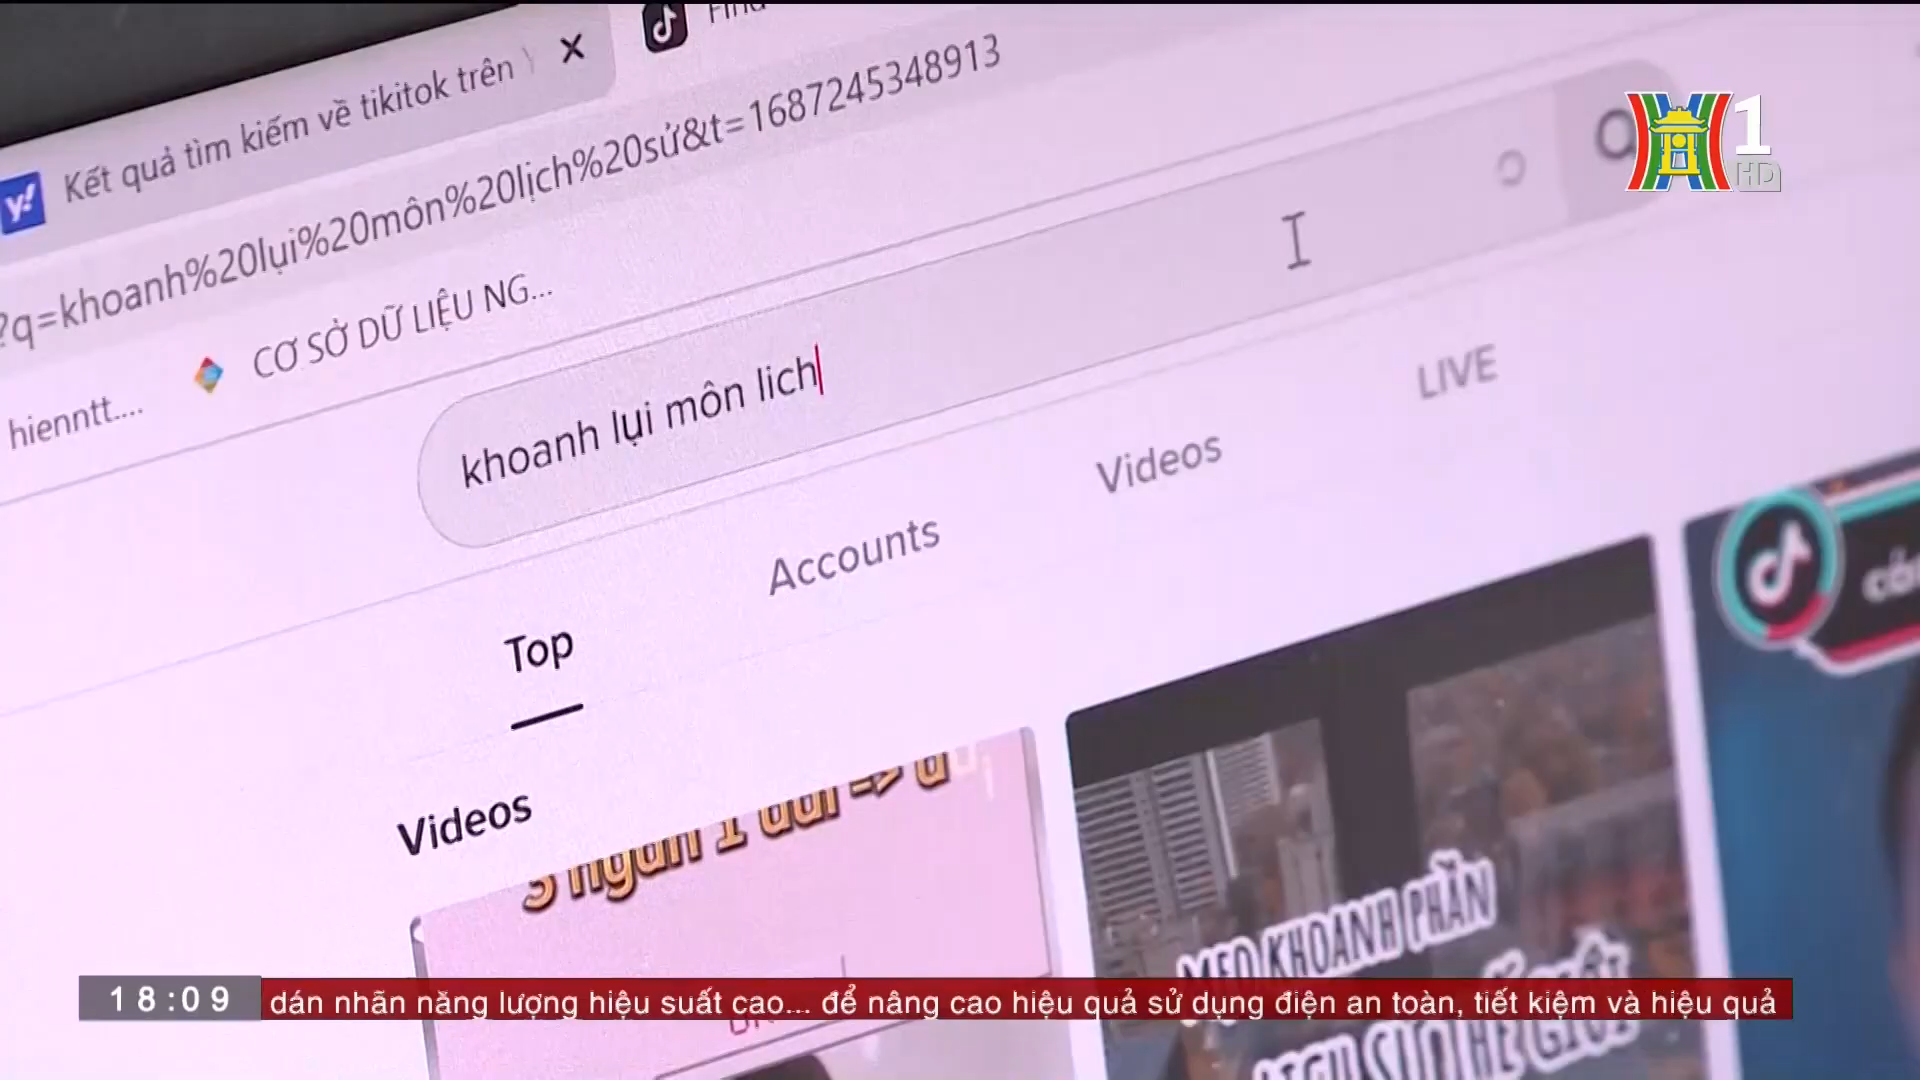 Kết quả tìm kiếm về tikitok trên
?q=khoanh%20lụi%20môn%20lịch%20sử&t=1687245348913
hienntt....
CƠ SỞ DỮ LIỆU NG...
1
HD
khoanh lụi môn lich
Top
Accounts
Videos
LIVE
Videos
MẸO KHOANH PHẦN
18:09
dán nhãn năng lượng hiệu suất cao... để nâng cao hiệu quả sử dụng điện an toàn, tiết kiệm và hiệu quả